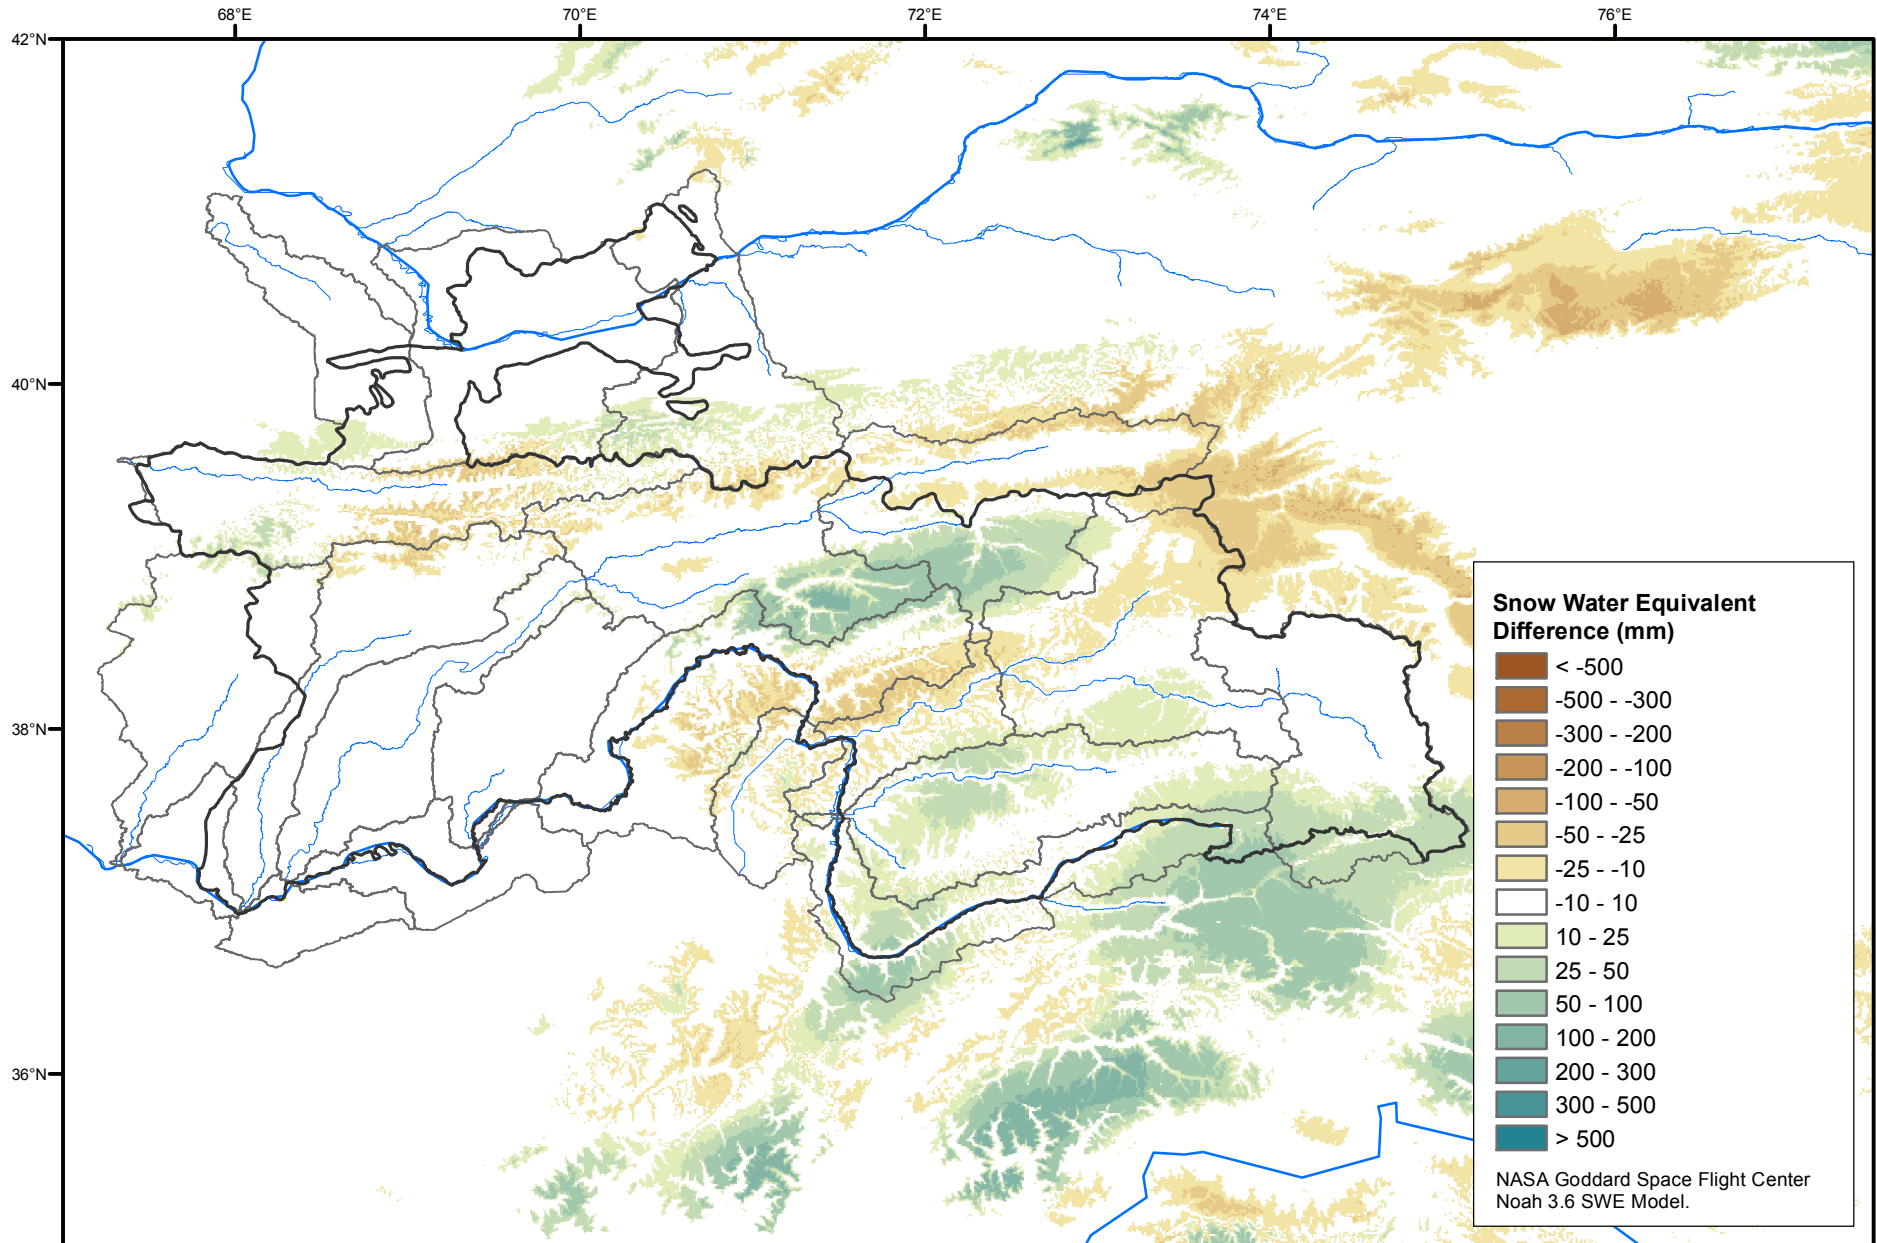 68°E
70°E
72°E
74°E
76°E
42°N
40°N
38°N
36°N
Snow Water Equivalent
Difference (mm)
< -500
-500 - -300
-300 - -200
-200 - -100
-100 - -50
-50 - -25
-25 - -10
-10 - 10
10 - 25
25 - 50
50 - 100
100 - 200
200 - 300
300 - 500
> 500
NASA Goddard Space Flight Center
Noah 3.6 SWE Model.